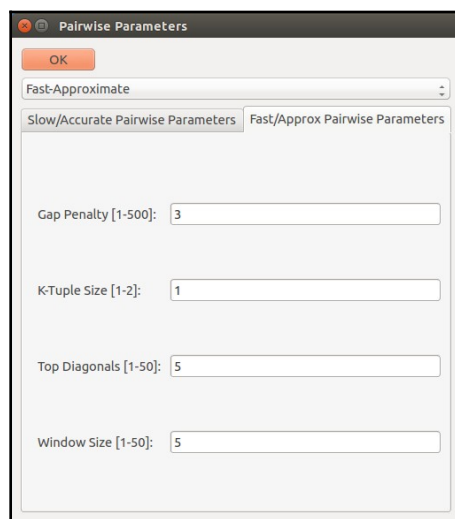 Pairwise Parameters
OK
Fast-Approximate
Slow/Accurate Pairwise Parameters
Fast/Approx Pairwise Parameters
Gap Penalty [1-500]: 3
K-Tuple Size [1-2]: 1
Top Diagonals [1-50]: 5
Window Size [1-50]: 5